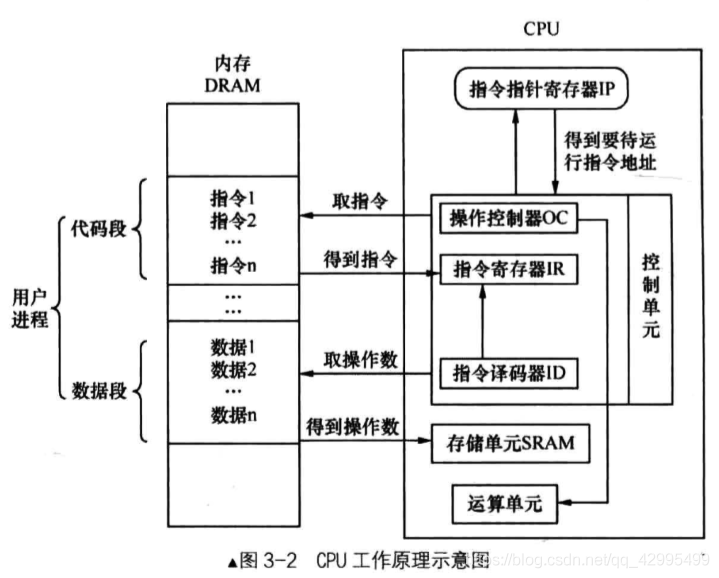 CPU
内存
DRAM
指令指针寄存器IP
得到要待运
行指令地址
指令1
指令2
...
指令n
取指令
操作控制器OC
代码段
得到指令
指令寄存器IR
控制单元
...
...
用户
进程
数据1
数据2
...
数据n
取操作数
指令译码器ID
数据段
得到操作数
存储单元SRAM
运算单元
▲图 3-2 CPU 工作原理示意图
https://blog.csdn.net/qq_42995499